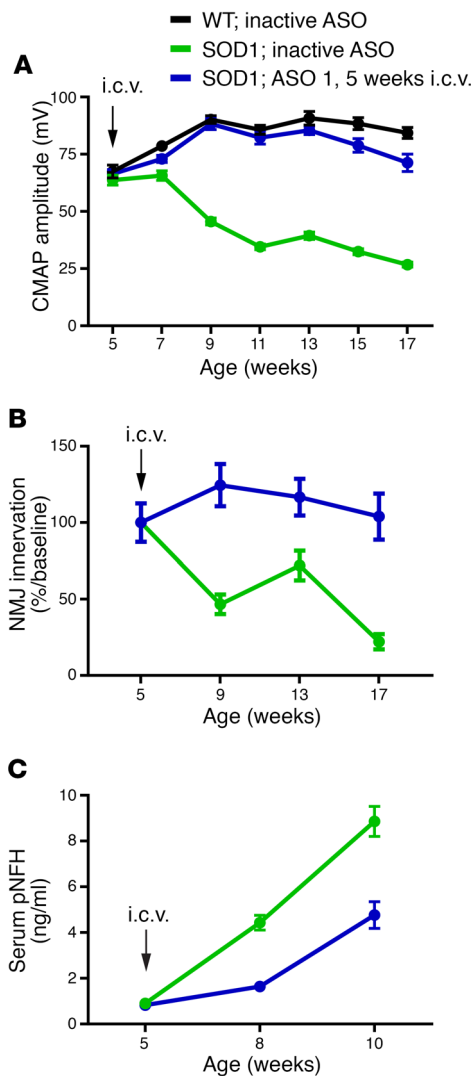 WT; inactive ASO
SOD1; inactive ASO
SOD1; ASO 1, 5 weeks i.c.v.
A
i.c.v.
CMAP amplitude (mV)
100
75
50
25
0
5 7 9 11 13 15 17
Age (weeks)
B
i.c.v.
NMJ innervation
(%/baseline)
150
100
50
0
5 9 13 17
Age (weeks)
C
i.c.v.
Serum pNFH
(ng/ml)
10
8
6
4
2
0
5 8 10
Age (weeks)